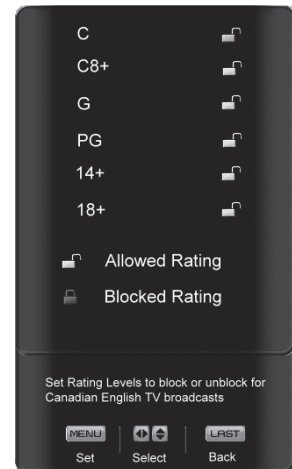 C
C8+
G
PG
14+
18+
Allowed Rating
Blocked Rating
Set Rating Levels to block or unblock for
Canadian English TV broadcasts
MENU LAST
Set Select Back